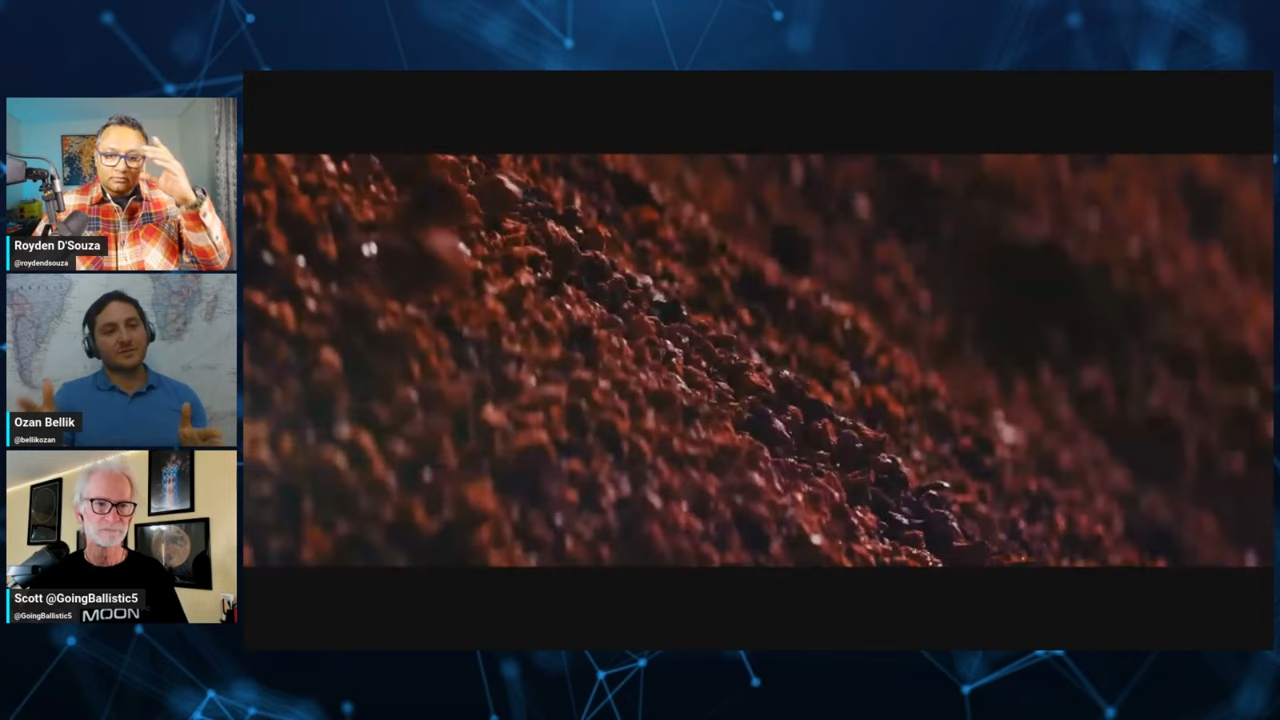 Royden D'Souza
@roydendsouza
Ozan Bellik
@bellikozan
Scott @GoingBallistic5
@GoingBallistic5
MOON